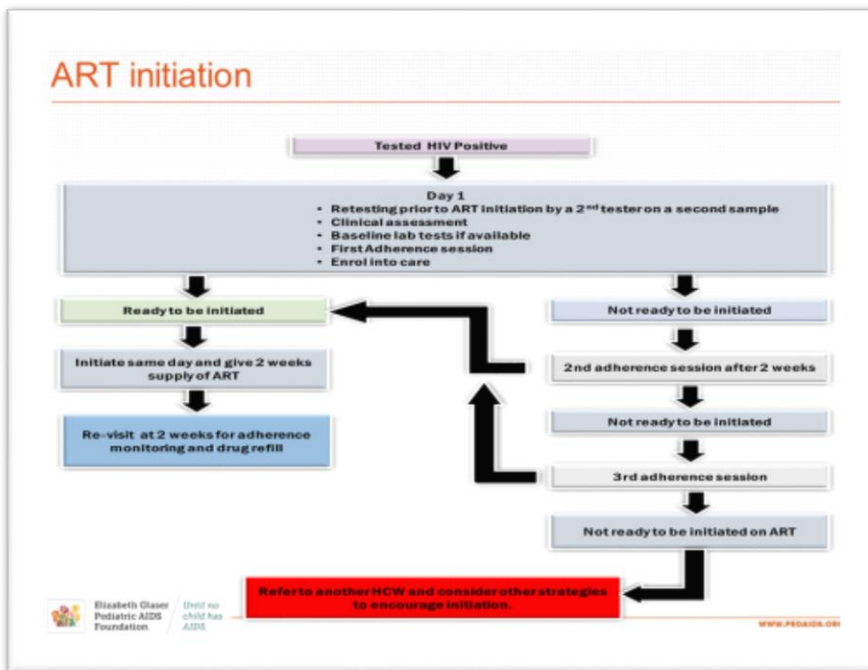 ART initiation
Tested HIV Positive
Day 1
• Retesting prior to ART initiation by a 2nd tester on a second sample
• Clinical assessment
• Baseline lab tests if available
• First Adherence session
• Enrol into care
Ready to be initiated
Initiate same day and give 2 weeks
supply of ART
Re-visit at 2 weeks for adherence
monitoring and drug refill
Not ready to be initiated
2nd adherence session after 2 weeks
Not ready to be initiated
3rd adherence session
Not ready to be initiated on ART
Refer to another HCW and consider other strategies
to encourage initiation.
Elizabeth Glaser
Pediatric AIDS
Foundation
Until no
child has
AIDS
WWW.PEDAIDS.ORG